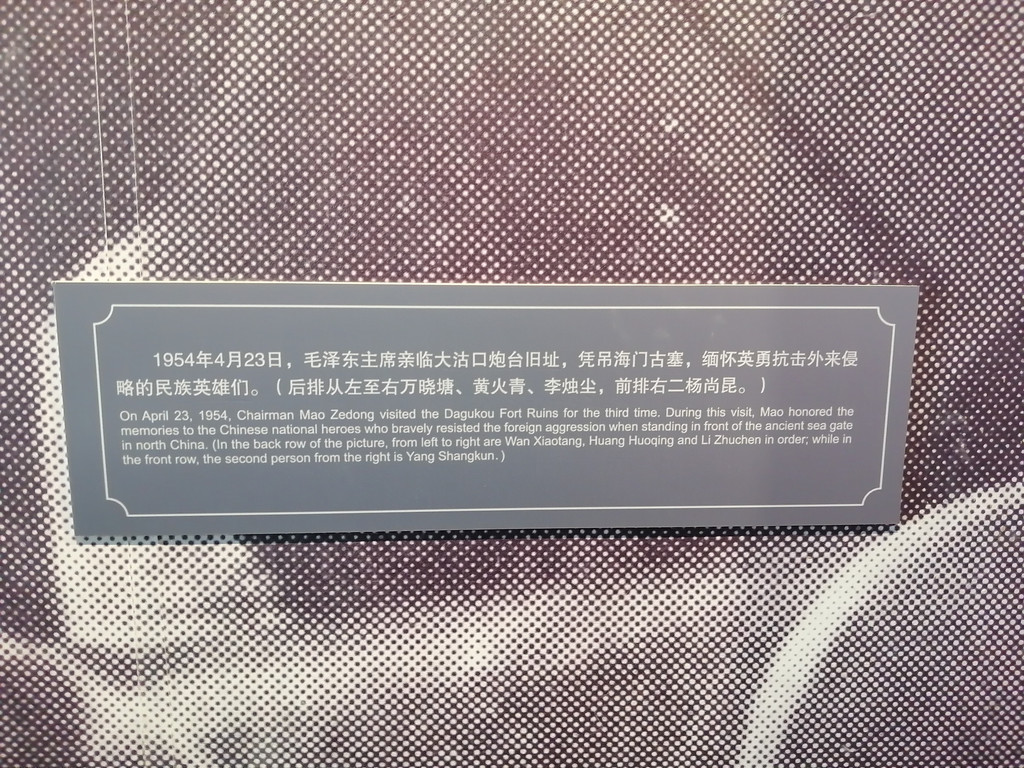 1954年4月23日，毛泽东主席亲临大沽口炮台旧址，凭吊海门古塞，缅怀英勇抗击外来侵
略的民族英雄们。（后排从左至右万晓塘、黄火青、李烛尘，前排右二杨尚昆。）
On April 23, 1954, Chairman Mao Zedong visited the Dagukou Fort Ruins for the third time. During this visit, Mao honored the
memories to the Chinese national heroes who bravely resisted the foreign aggression when standing in front of the ancient sea gate
in north China. (In the back row of the picture, from left to right are Wan Xiaotang, Huang Huoqing and Li Zhuchen in order; while in
the front row, the second person from the right is Yang Shangkun. )